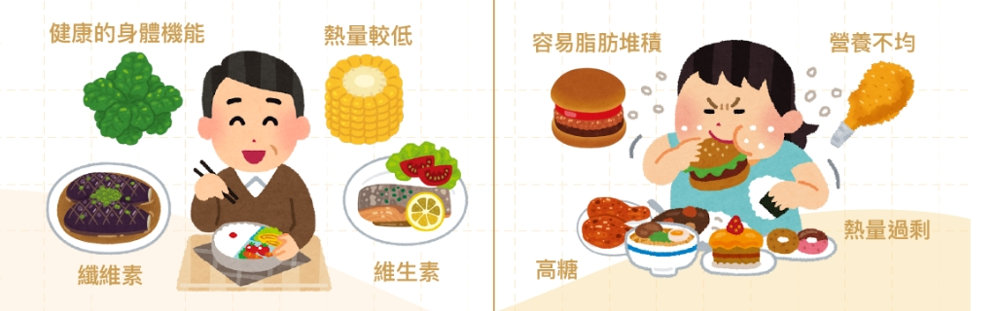 健康的身體機能
熱量較低
纖維素
維生素
容易脂肪堆積
營養不均
高糖
熱量過剩